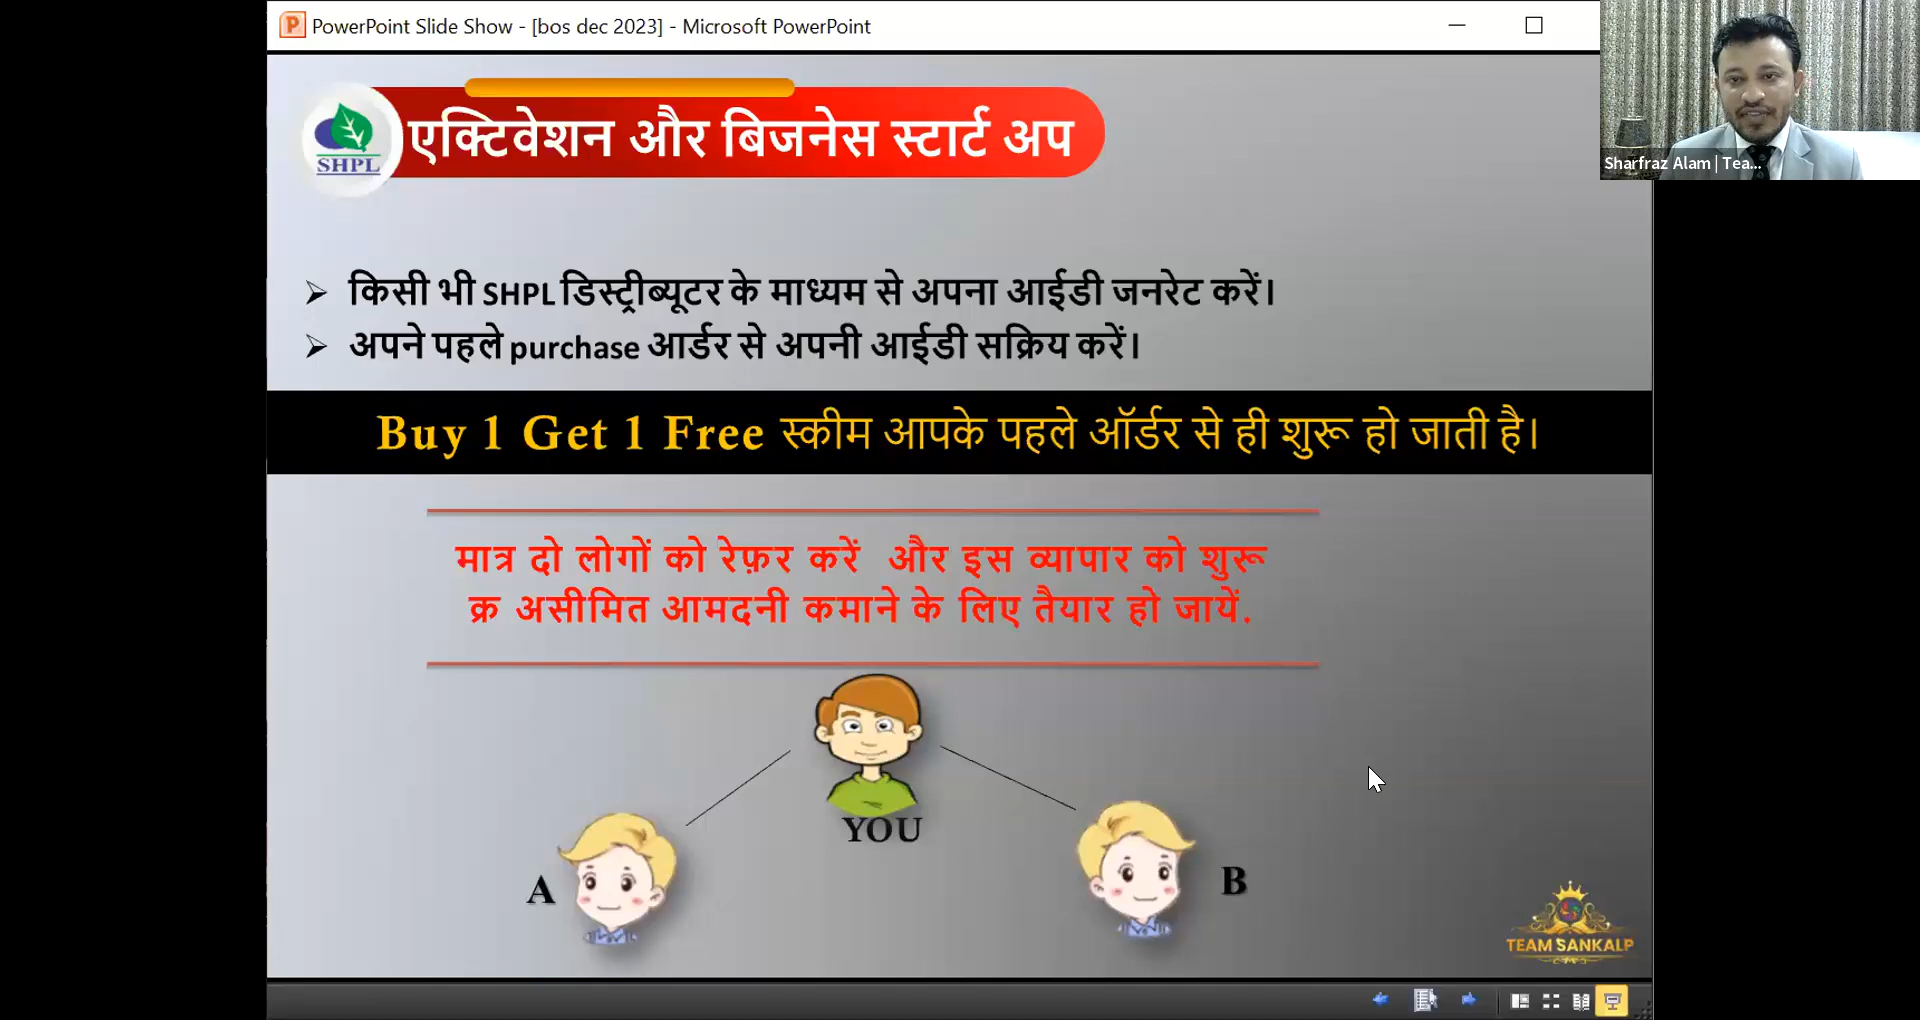 PowerPoint Slide Show - [bos dec 2023] - Microsoft PowerPoint
Sharfraz Alam | Tea...
SHPL
एक्टिवेशन और बिजनेस स्टार्ट अप
➢ किसी भी SHPL डिस्ट्रीब्यूटर के माध्यम से अपना आईडी जनरेट करें।
➢ अपने पहले purchase आर्डर से अपनी आईडी सक्रिय करें।
Buy 1 Get 1 Free स्कीम आपके पहले ऑर्डर से ही शुरू हो जाती है।
मात्र दो लोगों को रेफ़र करें और इस व्यापार को शुरू
क्र असीमित आमदनी कमाने के लिए तैयार हो जायें.
YOU
A
B
TEAM SANKALP